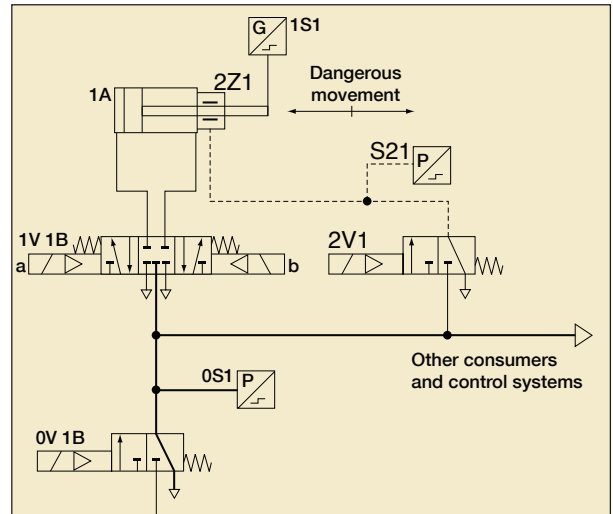 G 1S1
1A
2Z1
Dangerous
movement
S21 P
1V 1B
a
b
2V1
Other consumers
and control systems
0S1 P
0V 1B